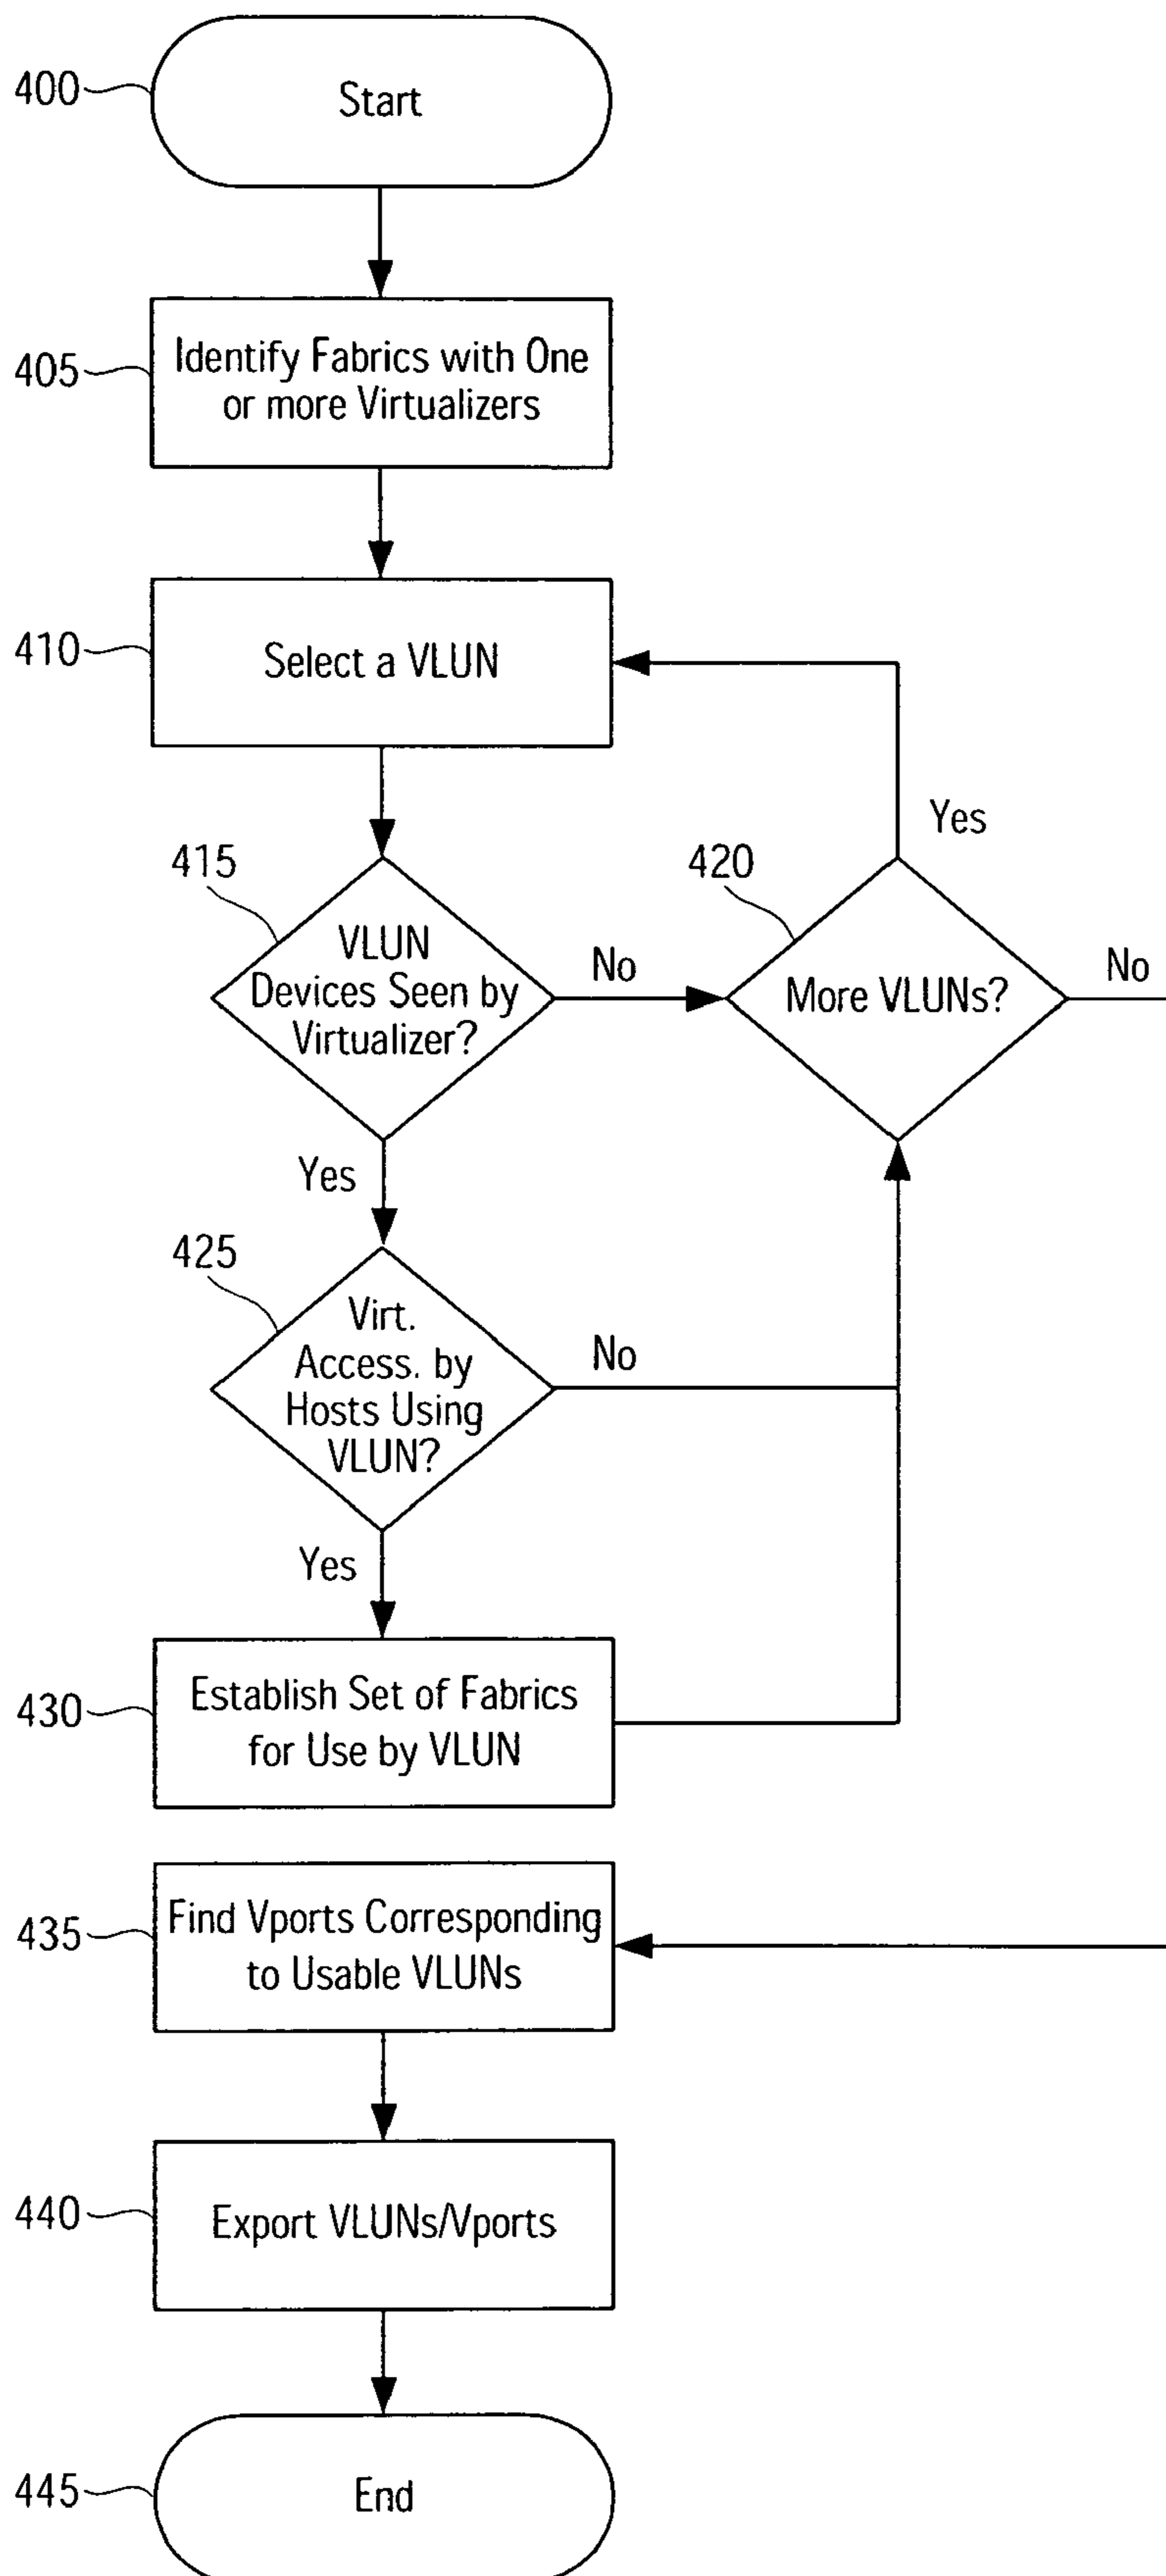 400
Start
405
Identify Fabrics with One
or more Virtualizers
410
Select a VLUN
Yes
415
420
VLUN
Devices Seen by
Virtualizer?
No
More VLUNs?
No
Yes
425
Virt.
Access. by
Hosts Using
VLUN?
No
Yes
430
Establish Set of Fabrics
for Use by VLUN
435
Find Vports Corresponding
to Usable VLUNs
440
Export VLUNs/Vports
445
End